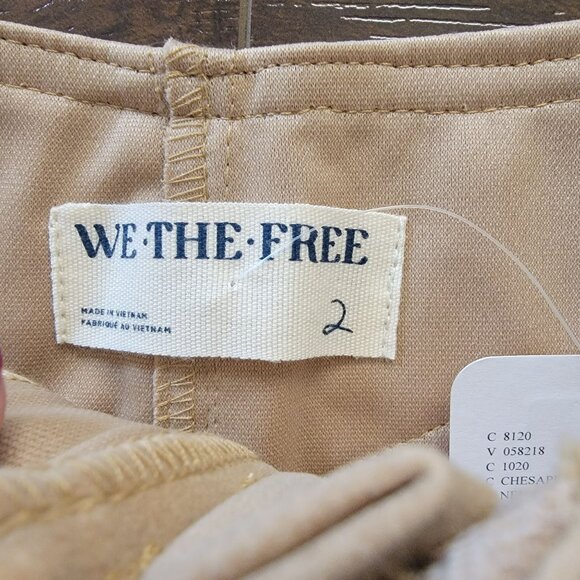 WE·THE·FREE
MADE IN VIETNAM
FABRIQUÉ AU VIETNAM
2
C 8120
V 058218
C 1020